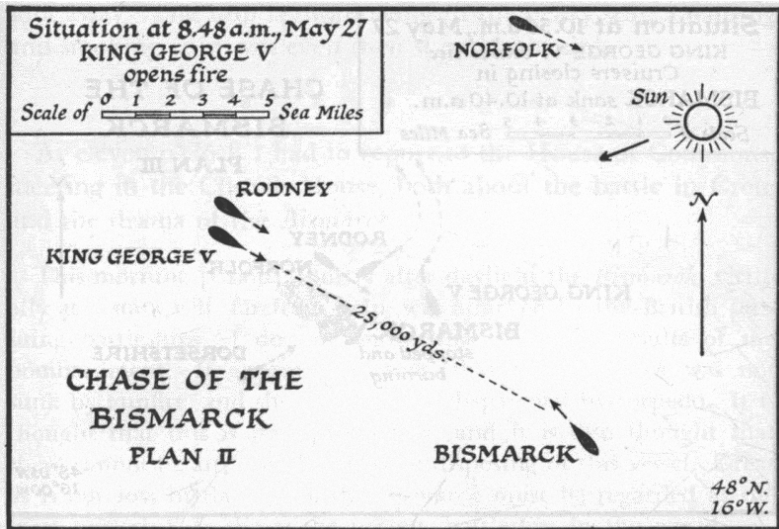 Situation at 8.48 a.m., May 27
KING GEORGE V
opens fire
Scale of 0 1 2 3 4 5 Sea Miles
NORFOLK
Sun
N
RODNEY
KING GEORGE V
25,000 yds.
CHASE OF THE
BISMARCK
PLAN II
BISMARCK
48°N.
16°W.